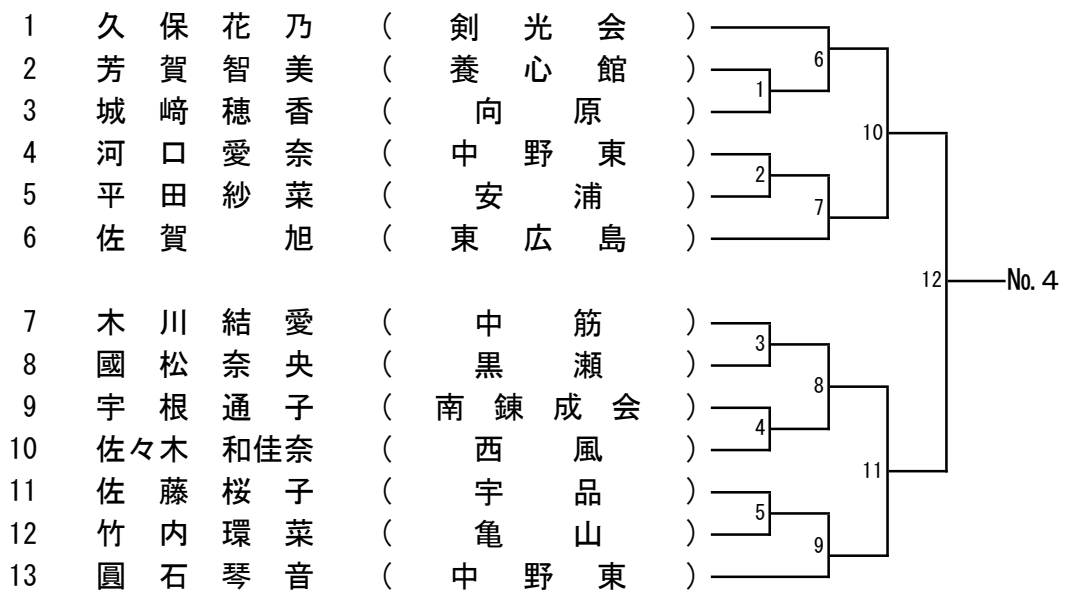 1 久保花乃 (剣光会)
6
2 芳賀智美 (養心館)
1
3 城﨑穂香 (向原)
10
4 河口愛奈 (中野東)
2
5 平田紗菜 (安浦)
7
6 佐賀旭 (東広島)
12 No. 4
7 木川結愛 (中筋)
3
8 國松奈央 (黒瀬)
8
9 宇根通子 (南錬成会)
4
10 佐々木和佳奈 (西風)
11
11 佐藤桜子 (宇品)
5
12 竹内環菜 (亀山)
9
13 圓石琴音 (中野東)